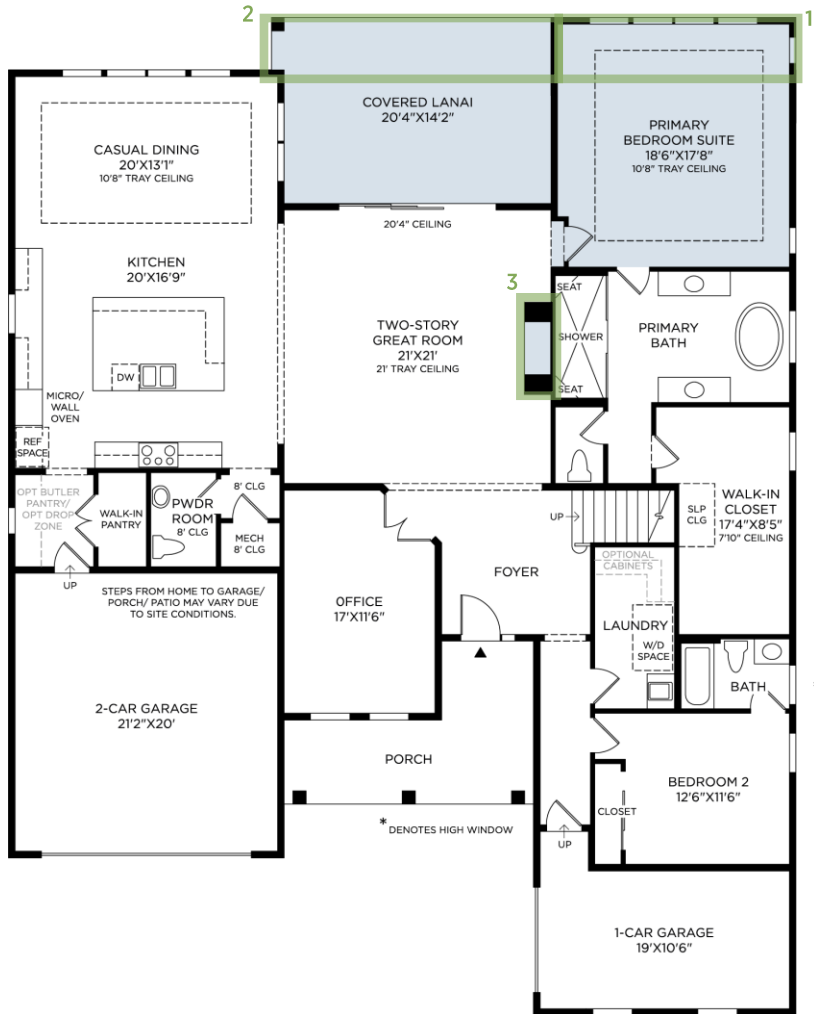 2
1
COVERED LANAI
20'4"X14'2"
PRIMARY
BEDROOM SUITE
18'6"X17'8"
10'8" TRAY CEILING
CASUAL DINING
20'X13'1"
10'8" TRAY CEILING
20'4" CEILING
KITCHEN
20'X16'9"
3
SEAT
SHOWER
SEAT
PRIMARY
BATH
TWO-STORY
GREAT ROOM
21'X21'
21' TRAY CEILING
DW
MICRO/
WALL
OVEN
REF
SPACE
OPT BUTLER
PANTRY/
OPT DROP
ZONE
WALK-IN
PANTRY
PWDR
ROOM
8' CLG
8' CLG
MECH
8' CLG
UP
SLP
CLG
WALK-IN
CLOSET
17'4"X8'5"
7'10" CEILING
UP
FOYER
OPTIONAL
CABINETS
STEPS FROM HOME TO GARAGE/
PORCH/ PATIO MAY VARY DUE
TO SITE CONDITIONS.
OFFICE
17'X11'6"
LAUNDRY
W/D
SPACE
BATH
2-CAR GARAGE
21'2"X20'
PORCH
BEDROOM 2
12'6"X11'6"
CLOSET
* DENOTES HIGH WINDOW
UP
1-CAR GARAGE
19'X10'6"